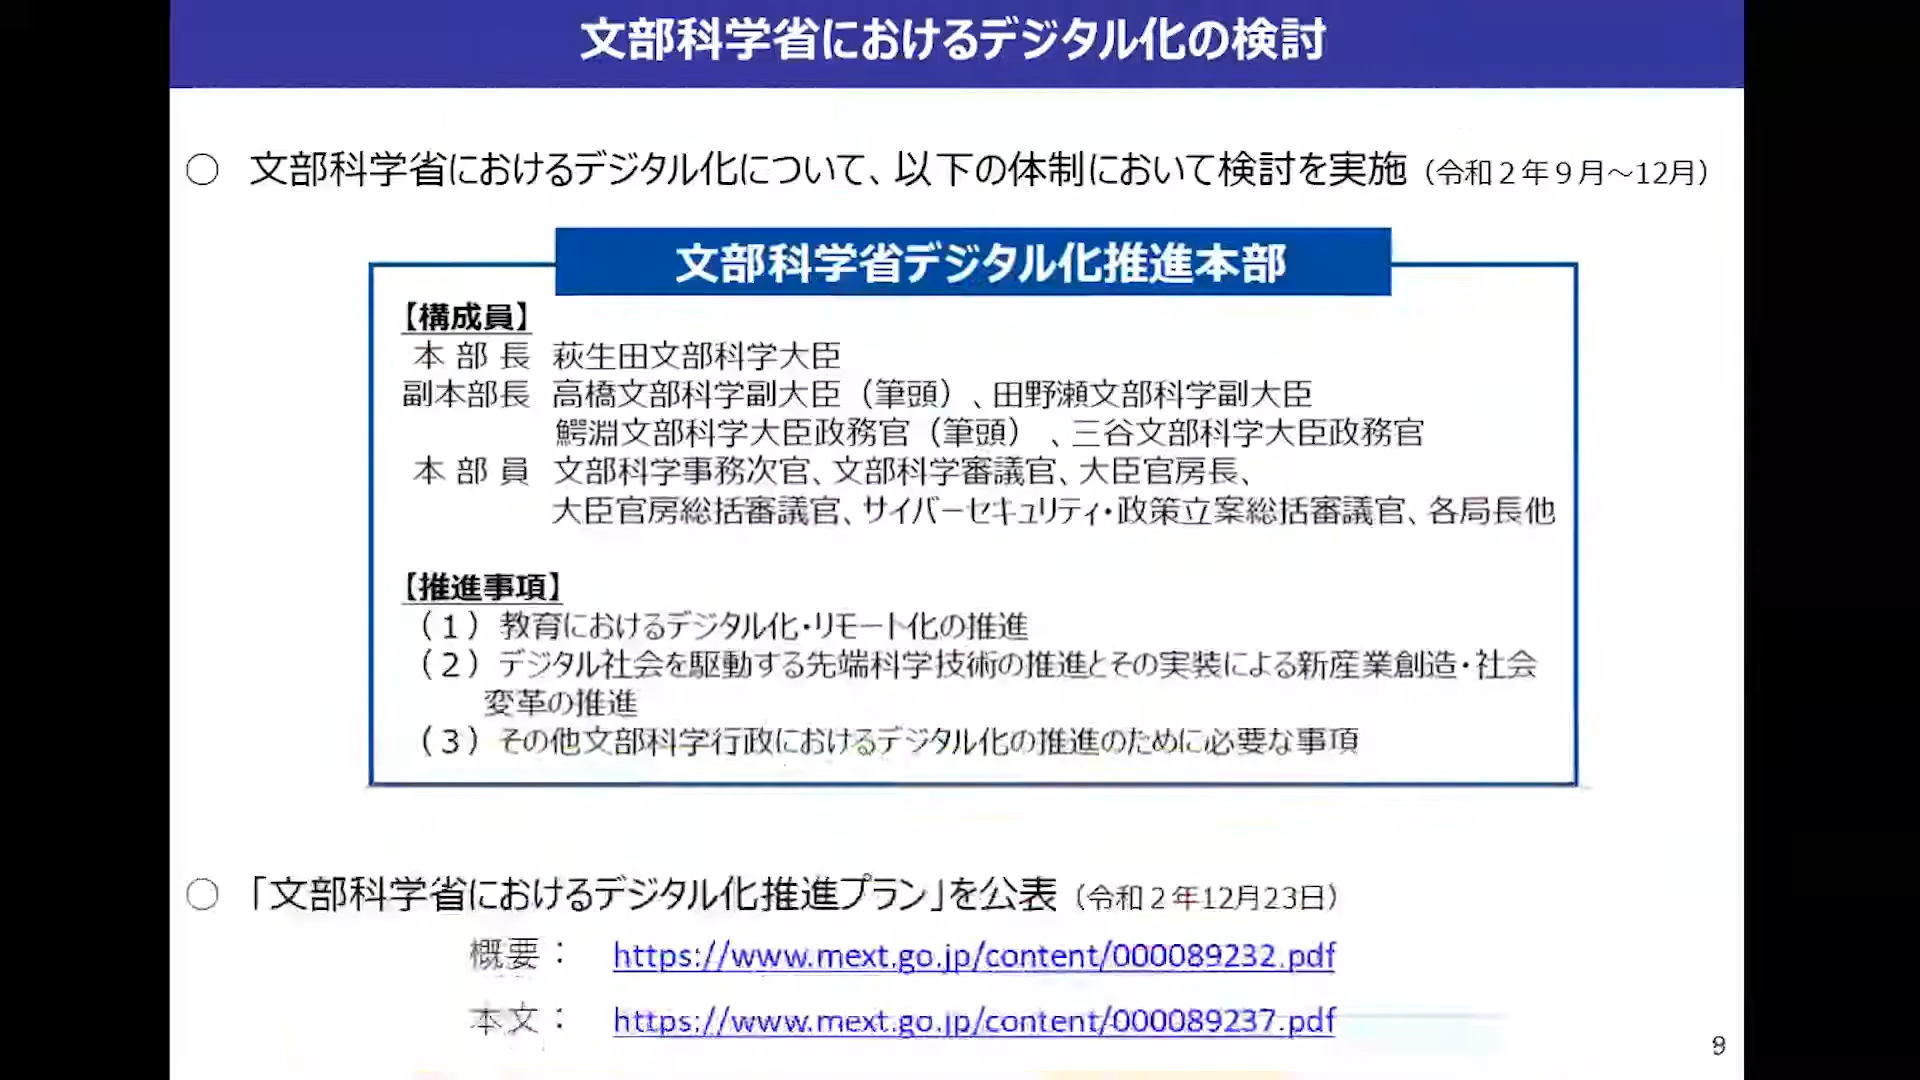 文部科学省におけるデジタル化の検討
○ 文部科学省におけるデジタル化について、以下の体制において検討を実施（令和２年９月～12月）
文部科学省デジタル化推進本部
【構成員】
本 部 長 萩生田文部科学大臣
副本部長 高橋文部科学副大臣（筆頭）、田野瀬文部科学副大臣
鰐淵文部科学大臣政務官（筆頭）、三谷文部科学大臣政務官
本 部 員 文部科学事務次官、文部科学審議官、大臣官房長、
大臣官房総括審議官、サイバーセキュリティ・政策立案総括審議官、各局長他
【推進事項】
（１）教育におけるデジタル化・リモート化の推進
（２）デジタル社会を駆動する先端科学技術の推進とその実装による新産業創造・社会
変革の推進
（３）その他文部科学行政におけるデジタル化の推進のために必要な事項
○ 「文部科学省におけるデジタル化推進プラン」を公表（令和２年12月23日）
概要： https://www.mext.go.jp/content/000089232.pdf
本文： https://www.mext.go.jp/content/000089237.pdf